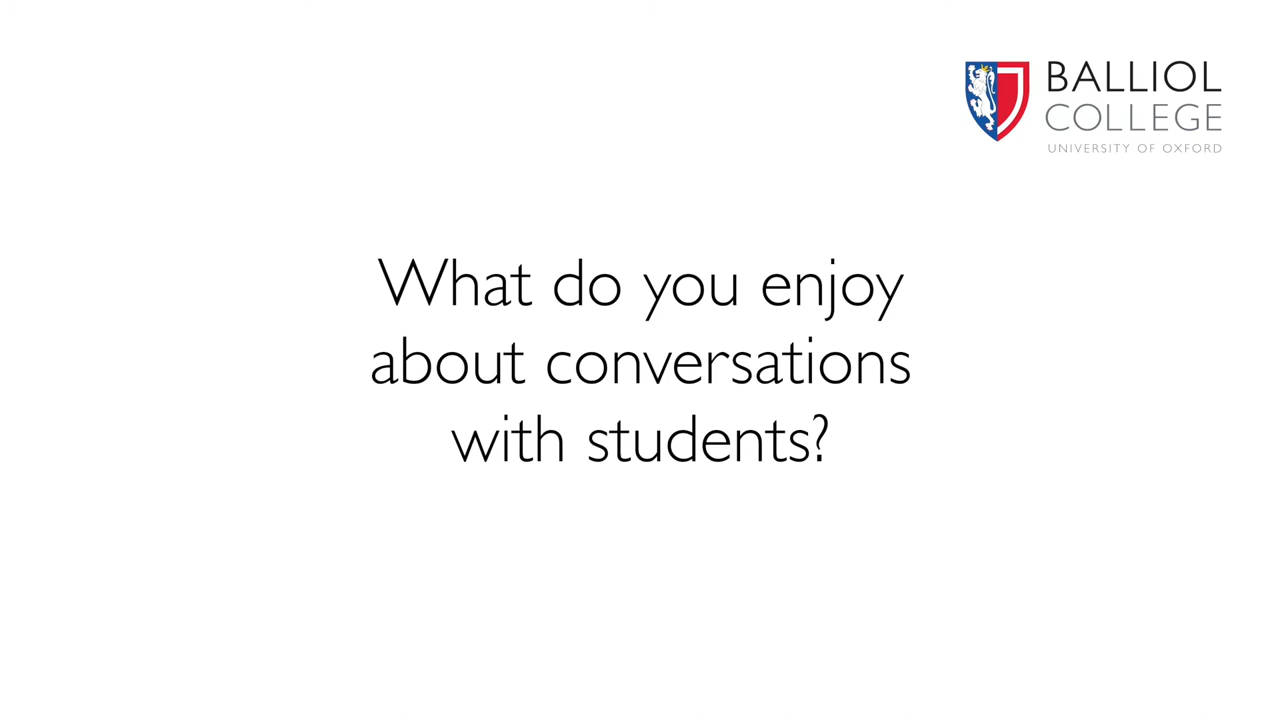 BALLIOL
COLLEGE
UNIVERSITY OF OXFORD
What do you enjoy
about conversations
with students?